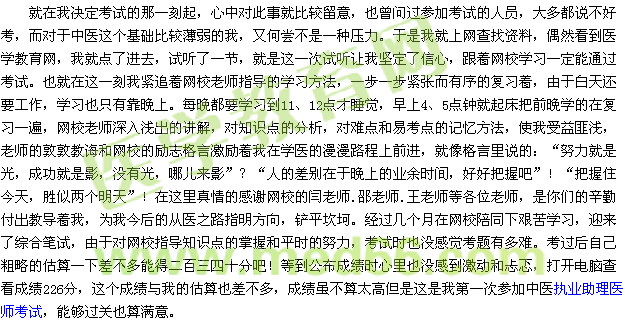 就在我决定考试的那一刻起，心中对此事就比较留意，也曾问过参加考试的人员，大多都说不好
考，而对于中医这个基础比较薄弱的我，又何尝不是一种压力。于是我就上网查找资料，偶然看到医
学教育网，我就点了进去，试听了一节，就是这一次试听让我坚定了信心，跟着网校学习一定能通过
考试。也就在这一刻我紧追着网校老师指导的学习方法，一步一步紧张而有序的复习着，由于白天还
要工作，学习也只有靠晚上。每晚都要学习到11、12点才睡觉，早上4、5点钟就起床把前晚学的在复
习一遍，网校老师深入浅出的讲解，对知识点的分析，对难点和易考点的记忆方法，使我受益匪浅，
老师的敦敦教诲和网校的励志格言激励着我在学医的漫漫路程上前进，就像格言里说的：“努力就是
光，成功就是影，没有光，哪儿来影”？“人的差别在于晚上的业余时间，好好把握吧”！“把握住
今天，胜似两个明天”！在这里真情的感谢网校的闫老师.邵老师.王老师等各位老师，是你们的辛勤
付出教导着我，为我今后的从医之路指明方向，铲平坎坷。经过几个月在网校陪同下艰苦学习，迎来
了综合笔试，由于对网校指导知识点的掌握和平时的努力，考试时也没感觉考题有多难。考过后自己
粗略的估算一下差不多能得二百三四十分吧！等到公布成绩时心里也没感到激动和忐忑，打开电脑查
看成绩226分，这个成绩与我的估算也差不多，成绩虽不算太高但是这是我第一次参加中医执业助理医
师考试，能够过关也算满意。
医学教育网
www.med66.com